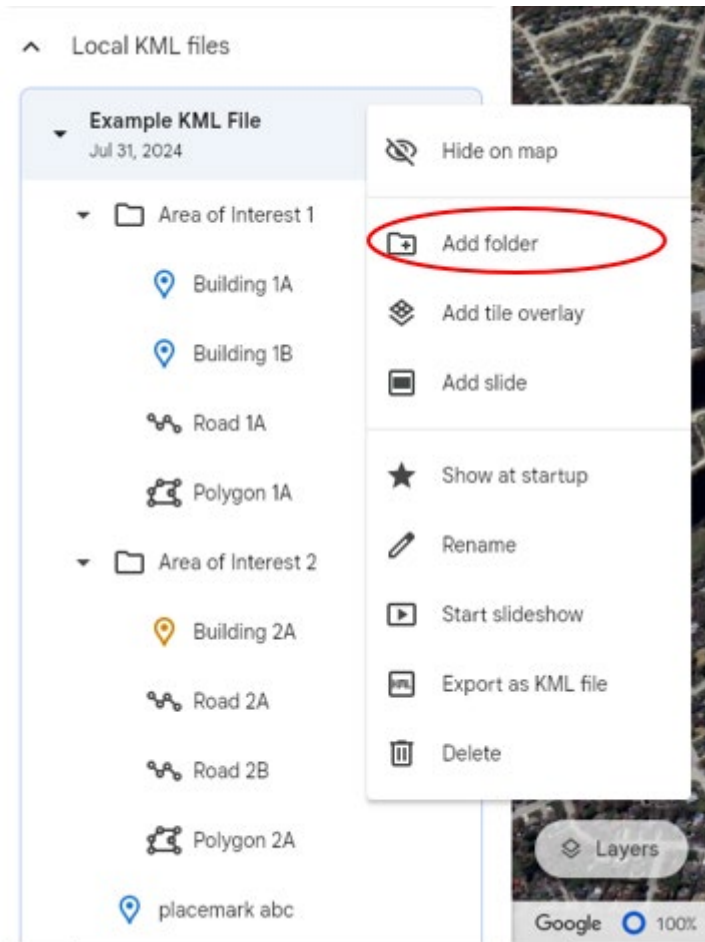 Local KML files
Example KML File
Jul 31, 2024
Area of Interest 1
Building 1A
Building 1B
Road 1A
Polygon 1A
Area of Interest 2
Building 2A
Road 2A
Road 2B
Polygon 2A
placemark abc
Hide on map
Add folder
Add tile overlay
Add slide
Show at startup
Rename
Start slideshow
KML
Export as KML file
Delete
Layers
Google 100%